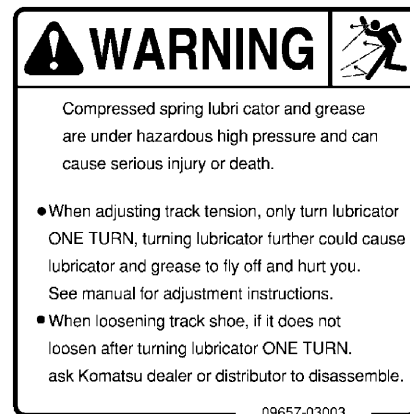 WARNING
Compressed spring lubri cator and grease
are under hazardous high pressure and can
cause serious injury or death.
● When adjusting track tension, only turn lubricator
ONE TURN, turning lubricator further could cause
lubricator and grease to fly off and hurt you.
See manual for adjustment instructions.
● When loosening track shoe, if it does not
loosen after turning lubricator ONE TURN.
ask Komatsu dealer or distributor to disassemble.
09657-03003